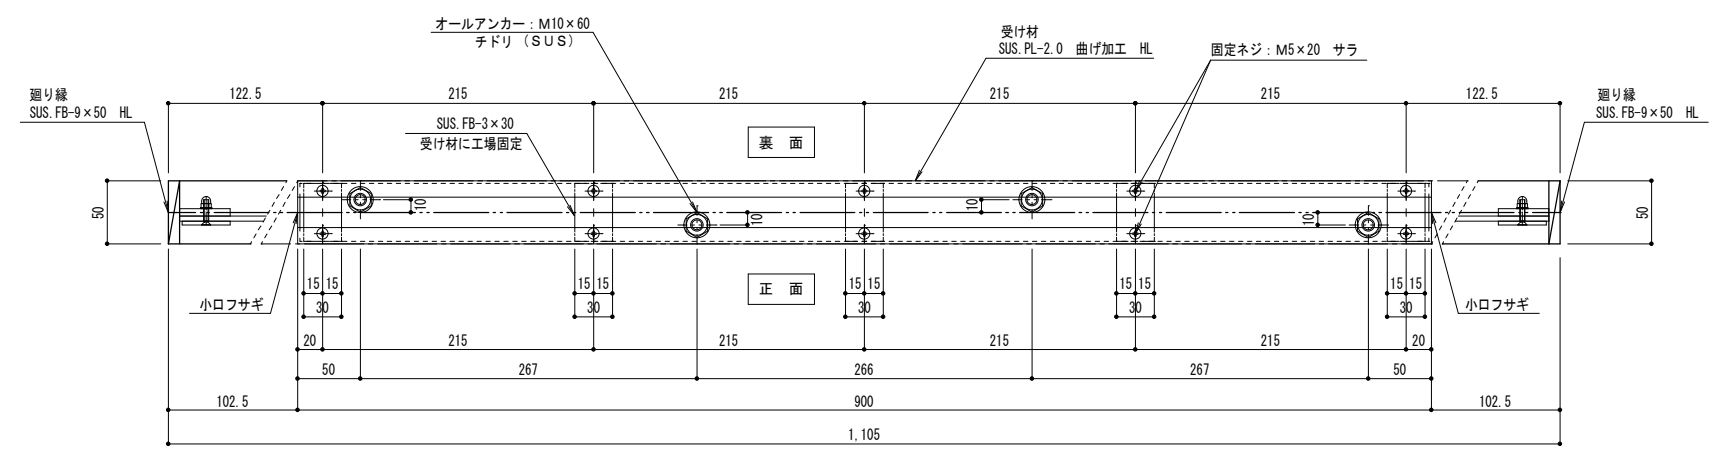 オールアンカー：M10×60
チドリ （ＳＵＳ）
受け材
SUS.PL-2.0 曲げ加工 HL
固定ネジ：M5×20 サラ
廻り縁
SUS.FB-9×50 HL
廻り縁
SUS.FB-9×50 HL
122.5
215
215
215
215
122.5
SUS.FB-3×30
受け材に工場固定
裏 面
50
10
10
10
10
50
正 面
小口フサギ
小口フサギ
15
15
15
15
15
15
15
15
15
15
30
30
30
30
30
20
215
215
215
215
20
50
267
266
267
50
102.5
900
102.5
1,105